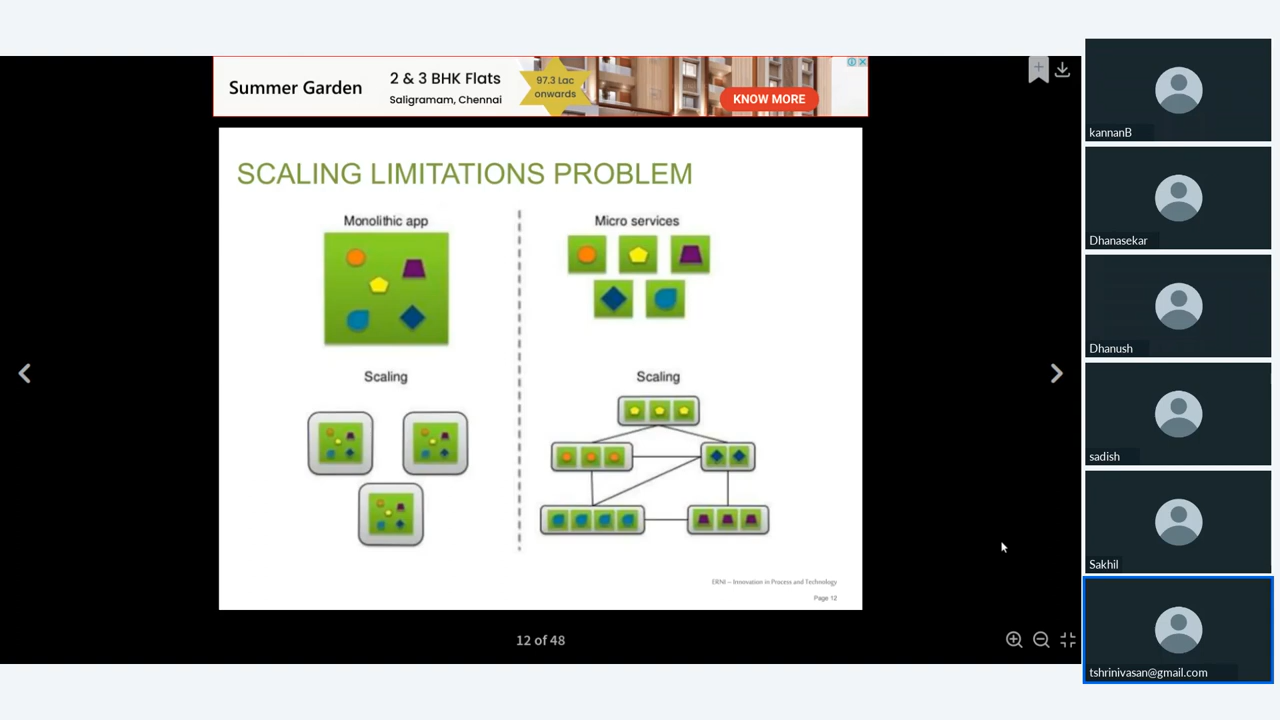 Summer Garden
2 & 3 BHK Flats
Saligramam, Chennai
97.3 Lac
onwards
KNOW MORE
SCALING LIMITATIONS PROBLEM
Monolithic app
Micro services
Scaling
Scaling
ERNI – Innovation in Process and Technology
Page 12
12 of 48
kannanB
Dhanasekar
Dhanush
sadish
Sakhil
tshrinivasan@gmail.com